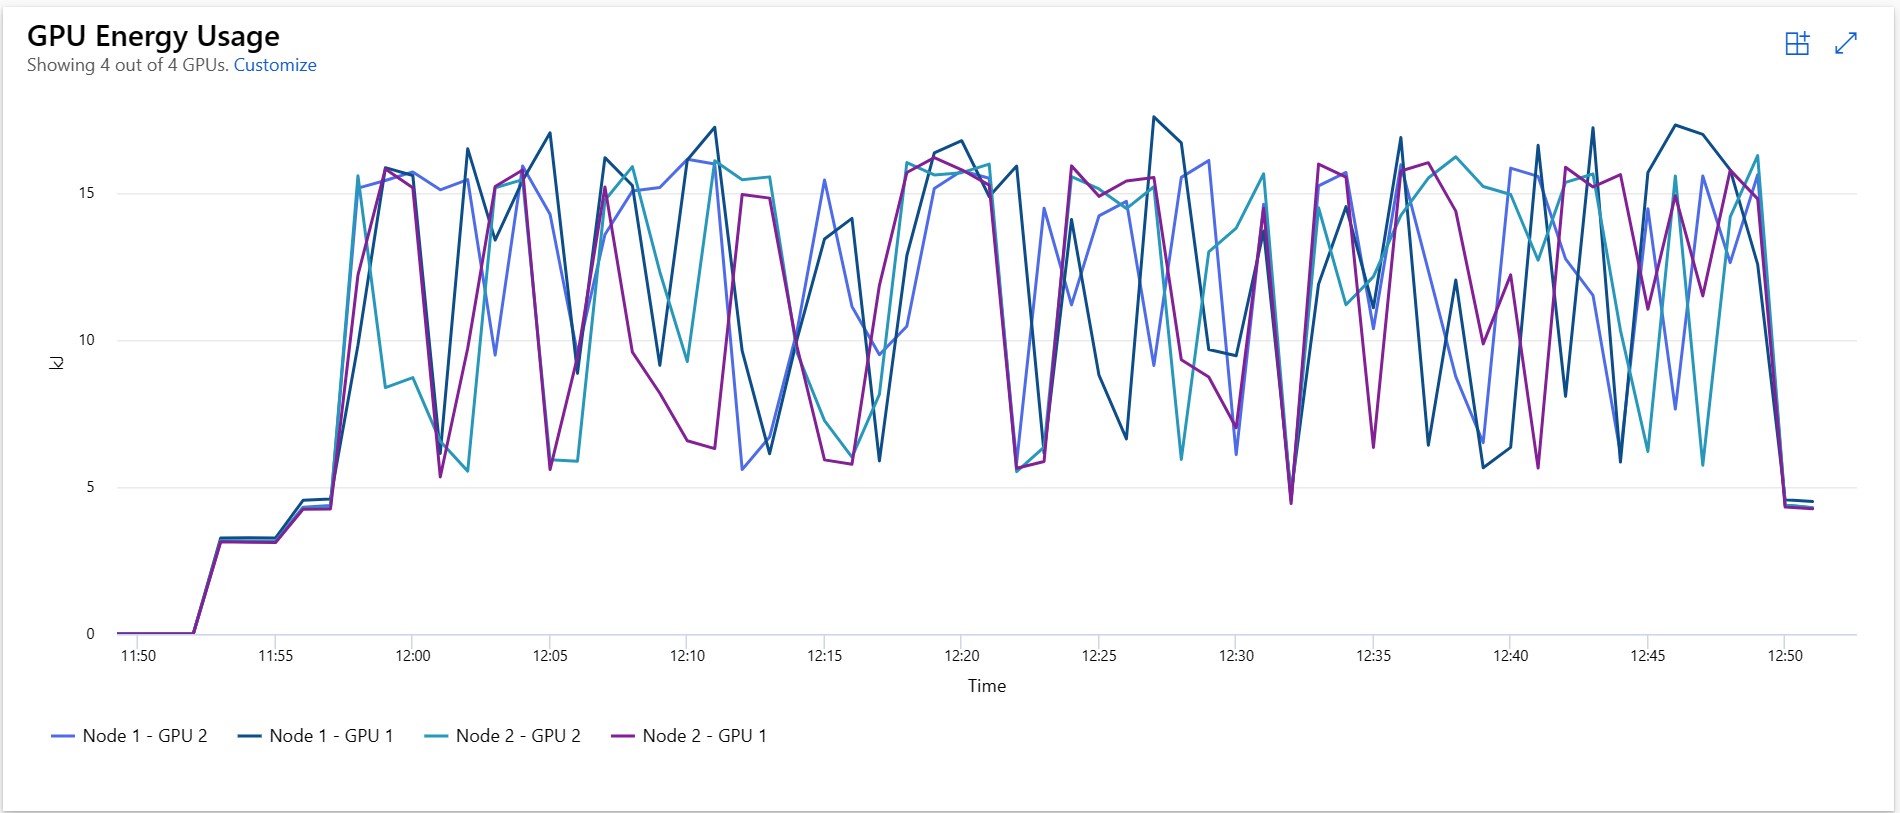 GPU Energy Usage
Showing 4 out of 4 GPUs. Customize
15
10
5
0
kJ
11:50 11:55 12:00 12:05 12:10 12:15 12:20 12:25 12:30 12:35 12:40 12:45 12:50
Time
Node 1 - GPU 2 Node 1 - GPU 1 Node 2 - GPU 2 Node 2 - GPU 1